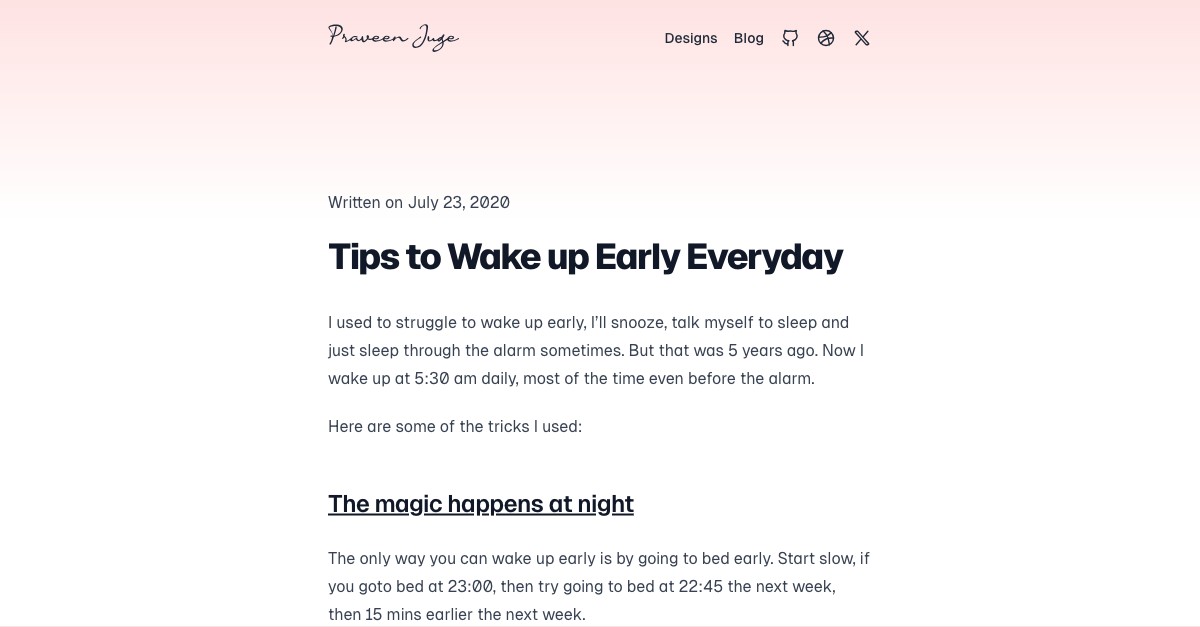 Praveen Juge
Designs Blog
Written on July 23, 2020
Tips to Wake up Early Everyday
I used to struggle to wake up early, I'll snooze, talk myself to sleep and
just sleep through the alarm sometimes. But that was 5 years ago. Now I
wake up at 5:30 am daily, most of the time even before the alarm.
Here are some of the tricks I used:
The magic happens at night
The only way you can wake up early is by going to bed early. Start slow, if
you goto bed at 23:00, then try going to bed at 22:45 the next week,
then 15 mins earlier the next week.